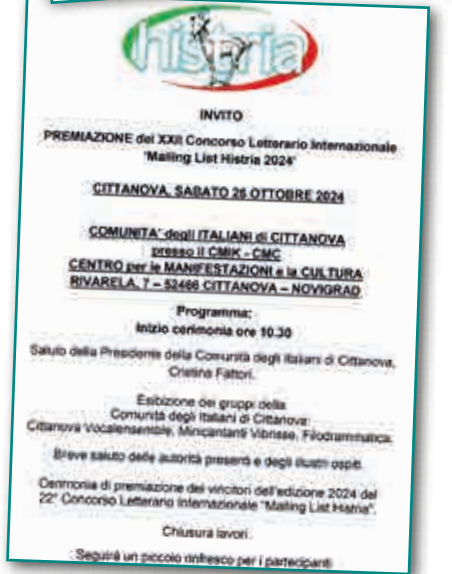 histria
INVITO
PREMIAZIONE del XXII Concorso Letterario Internazionale
"Mailing List Histria 2024"
CITTANOVA, SABATO 26 OTTOBRE 2024
COMUNITA' degli ITALIANI di CITTANOVA
presso il CMIK - CMC
CENTRO per le MANIFESTAZIONI e la CULTURA
RIVARELA, 7 – 52466 CITTANOVA – NOVIGRAD
Programma:
Inizio cerimonia ore 10.30
Saluto della Presidente della Comunità degli Italiani di Cittanova,
Cristina Fattori.
Esibizione dei gruppi della
Comunità degli Italiani di Cittanova:
Cittanova Vocalensemble, Minicantanti Vibrisse, Filodrammatica.
Breve saluto delle autorità presenti e degli illustri ospiti.
Cerimonia di premiazione dei vincitori dell'edizione 2024 del
22° Concorso Letterario Internazionale "Mailing List Histria".
Chiusura lavori.
Seguirà un piccolo rinfresco per i partecipanti